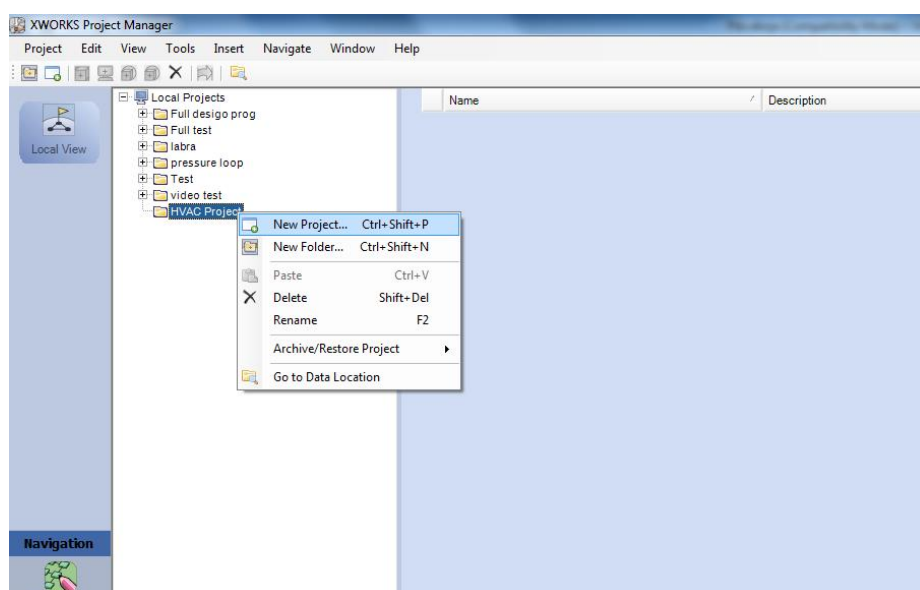 XWORKS Project Manager
Project Edit View Tools Insert Navigate Window Help
Local View
Local Projects
Full desigo prog
Full test
labra
pressure loop
Test
video test
HVAC Project
Name Description
New Project... Ctrl+Shift+P
New Folder... Ctrl+Shift+N
Paste Ctrl+V
Delete Shift+Del
Rename F2
Archive/Restore Project
Go to Data Location
Navigation